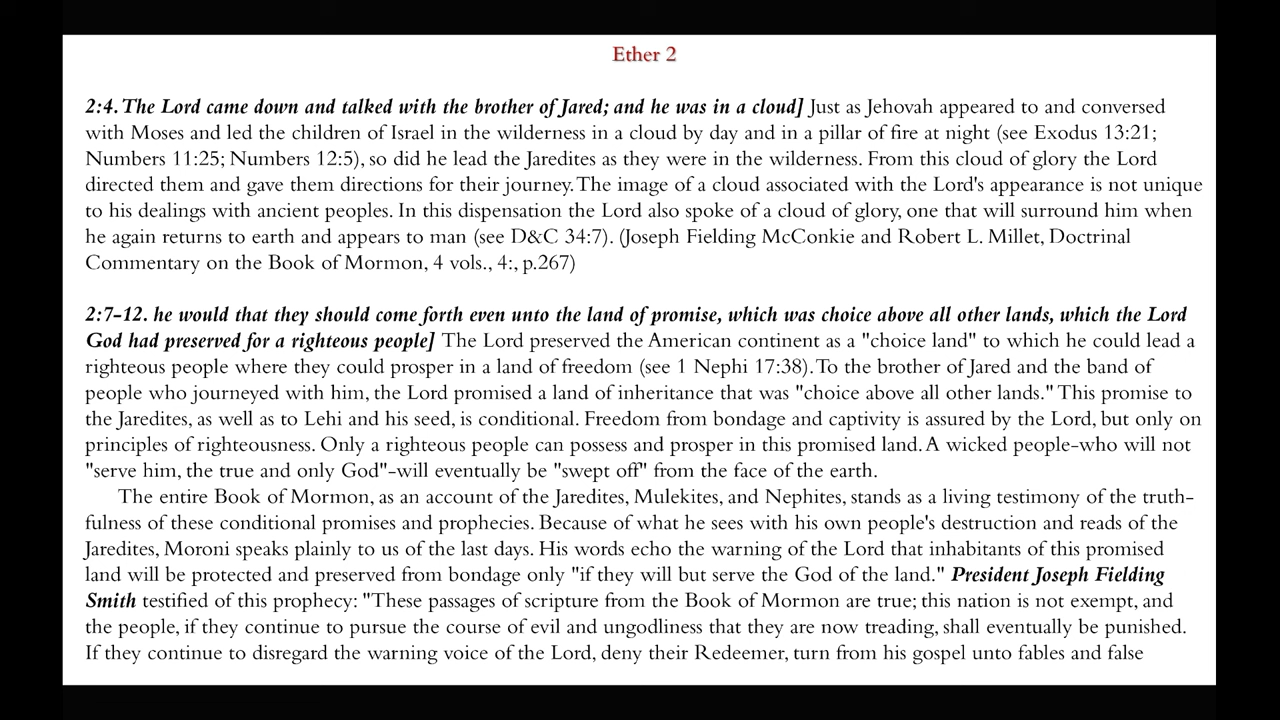 Ether 2
2:4. The Lord came down and talked with the brother of Jared; and he was in a cloud] Just as Jehovah appeared to and conversed
with Moses and led the children of Israel in the wilderness in a cloud by day and in a pillar of fire at night (see Exodus 13:21;
Numbers 11:25; Numbers 12:5), so did he lead the Jaredites as they were in the wilderness. From this cloud of glory the Lord
directed them and gave them directions for their journey. The image of a cloud associated with the Lord's appearance is not unique
to his dealings with ancient peoples. In this dispensation the Lord also spoke of a cloud of glory, one that will surround him when
he again returns to earth and appears to man (see D&C 34:7). (Joseph Fielding McConkie and Robert L. Millet, Doctrinal
Commentary on the Book of Mormon, 4 vols., 4:, p.267)
2:7-12. he would that they should come forth even unto the land of promise, which was choice above all other lands, which the Lord
God had preserved for a righteous people] The Lord preserved the American continent as a "choice land" to which he could lead a
righteous people where they could prosper in a land of freedom (see 1 Nephi 17:38). To the brother of Jared and the band of
people who journeyed with him, the Lord promised a land of inheritance that was "choice above all other lands." This promise to
the Jaredites, as well as to Lehi and his seed, is conditional. Freedom from bondage and captivity is assured by the Lord, but only on
principles of righteousness. Only a righteous people can possess and prosper in this promised land. A wicked people-who will not
"serve him, the true and only God"-will eventually be "swept off" from the face of the earth.
The entire Book of Mormon, as an account of the Jaredites, Mulekites, and Nephites, stands as a living testimony of the truth-
fulness of these conditional promises and prophecies. Because of what he sees with his own people's destruction and reads of the
Jaredites, Moroni speaks plainly to us of the last days. His words echo the warning of the Lord that inhabitants of this promised
land will be protected and preserved from bondage only "if they will but serve the God of the land." President Joseph Fielding
Smith testified of this prophecy: "These passages of scripture from the Book of Mormon are true; this nation is not exempt, and
the people, if they continue to pursue the course of evil and ungodliness that they are now treading, shall eventually be punished.
If they continue to disregard the warning voice of the Lord, deny their Redeemer, turn from his gospel unto fables and false